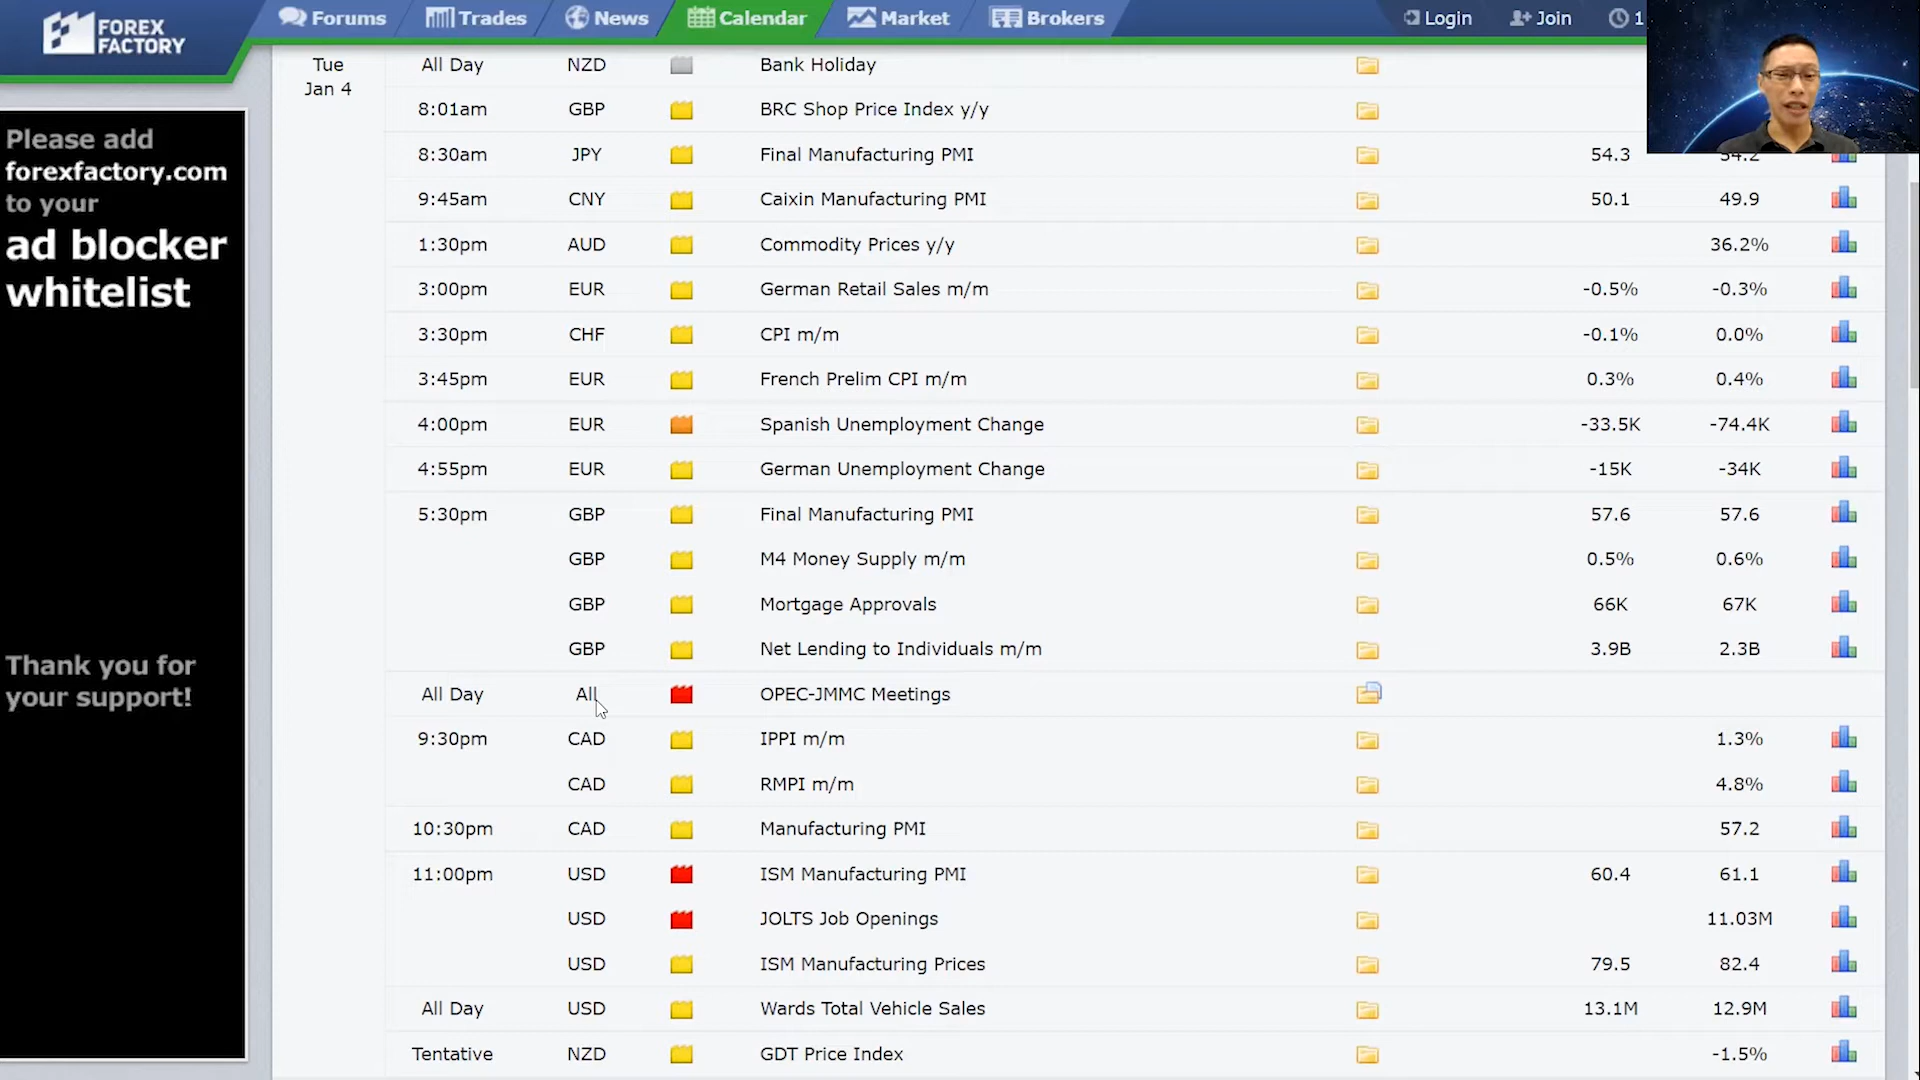 FOREX
FACTORY
Forums
Trades
News
Calendar
Market
Brokers
Login
Join
1
Please add
forexfactory.com
to your
ad blocker
whitelist
Thank you for
your support!
Tue
Jan 4
All Day NZD Bank Holiday
8:01am GBP BRC Shop Price Index y/y
8:30am JPY Final Manufacturing PMI 54.3 54.2
9:45am CNY Caixin Manufacturing PMI 50.1 49.9
1:30pm AUD Commodity Prices y/y 36.2%
3:00pm EUR German Retail Sales m/m -0.5% -0.3%
3:30pm CHF CPI m/m -0.1% 0.0%
3:45pm EUR French Prelim CPI m/m 0.3% 0.4%
4:00pm EUR Spanish Unemployment Change -33.5K -74.4K
4:55pm EUR German Unemployment Change -15K -34K
5:30pm GBP Final Manufacturing PMI 57.6 57.6
GBP M4 Money Supply m/m 0.5% 0.6%
GBP Mortgage Approvals 66K 67K
GBP Net Lending to Individuals m/m 3.9B 2.3B
All Day All OPEC-JMMC Meetings
9:30pm CAD IPPI m/m 1.3%
CAD RMPI m/m 4.8%
10:30pm CAD Manufacturing PMI 57.2
11:00pm USD ISM Manufacturing PMI 60.4 61.1
USD JOLTS Job Openings 11.03M
USD ISM Manufacturing Prices 79.5 82.4
All Day USD Wards Total Vehicle Sales 13.1M 12.9M
Tentative NZD GDT Price Index -1.5%